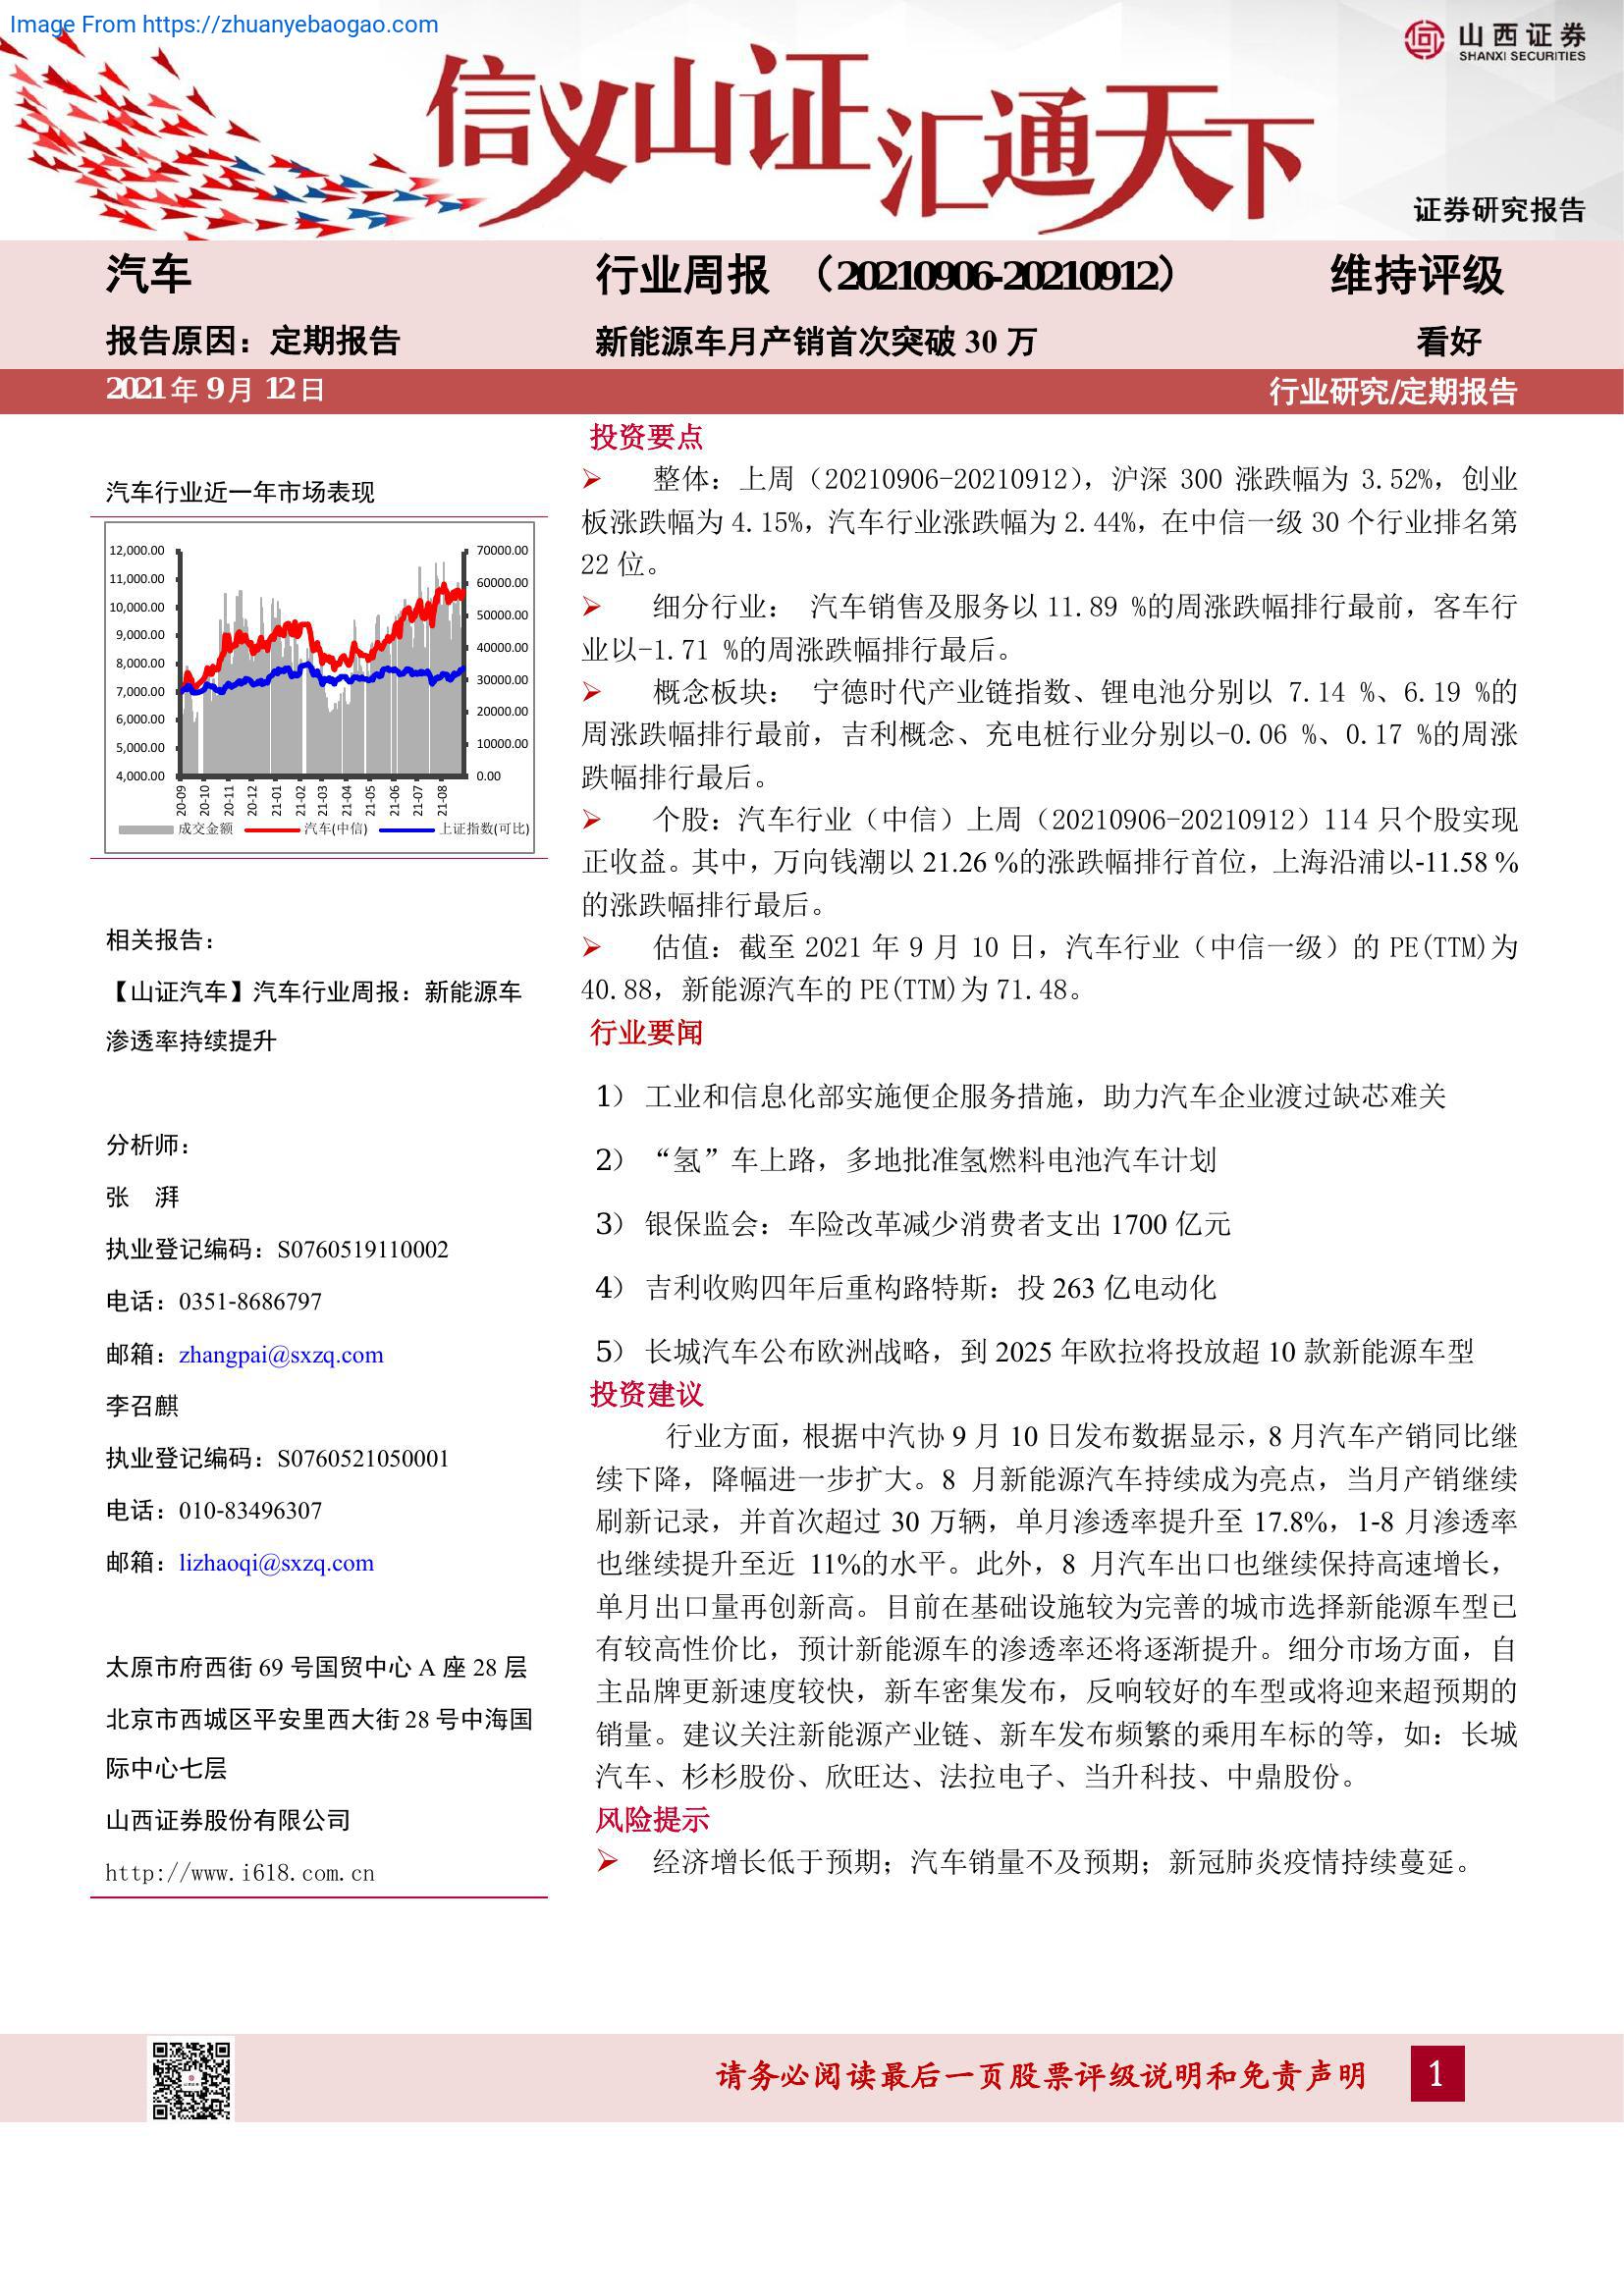 Image From https://zhuanyebaogao.com
山西证券
SHANXI SECURITIES
信义山证汇通天下
证券研究报告
汽车
行业周报 （20210906-20210912）
维持评级
报告原因：定期报告
新能源车月产销首次突破 30 万
看好
2021 年 9 月 12 日
行业研究/定期报告
汽车行业近一年市场表现
12,000.00
11,000.00
10,000.00
9,000.00
8,000.00
7,000.00
6,000.00
5,000.00
4,000.00
70000.00
60000.00
50000.00
40000.00
30000.00
20000.00
10000.00
0.00
20-09
20-10
20-11
20-12
21-01
21-02
21-03
21-04
21-05
21-06
21-07
21-08
成交金额 汽车(中信) 上证指数(可比)
相关报告：
【山证汽车】汽车行业周报：新能源车
渗透率持续提升
分析师：
张 湃
执业登记编码：S0760519110002
电话：0351-8686797
邮箱：zhangpai@sxzq.com
李召麒
执业登记编码：S0760521050001
电话：010-83496307
邮箱：lizhaoqi@sxzq.com
太原市府西街 69 号国贸中心 A 座 28 层
北京市西城区平安里西大街 28 号中海国
际中心七层
山西证券股份有限公司
http://www.i618.com.cn
投资要点
整体：上周（20210906-20210912），沪深 300 涨跌幅为 3.52%，创业
板涨跌幅为 4.15%，汽车行业涨跌幅为 2.44%，在中信一级 30 个行业排名第
22 位。
细分行业： 汽车销售及服务以 11.89 %的周涨跌幅排行最前，客车行
业以-1.71 %的周涨跌幅排行最后。
概念板块： 宁德时代产业链指数、锂电池分别以 7.14 %、6.19 %的
周涨跌幅排行最前，吉利概念、充电桩行业分别以-0.06 %、0.17 %的周涨
跌幅排行最后。
个股：汽车行业（中信）上周（20210906-20210912）114 只个股实现
正收益。其中，万向钱潮以 21.26 %的涨跌幅排行首位，上海沿浦以-11.58 %
的涨跌幅排行最后。
估值：截至 2021 年 9 月 10 日，汽车行业（中信一级）的 PE(TTM)为
40.88，新能源汽车的 PE(TTM)为 71.48。
行业要闻
1） 工业和信息化部实施便企服务措施，助力汽车企业渡过缺芯难关
2） “氢”车上路，多地批准氢燃料电池汽车计划
3） 银保监会：车险改革减少消费者支出 1700 亿元
4） 吉利收购四年后重构路特斯：投 263 亿电动化
5） 长城汽车公布欧洲战略，到 2025 年欧拉将投放超 10 款新能源车型
投资建议
行业方面，根据中汽协 9 月 10 日发布数据显示，8 月汽车产销同比继
续下降，降幅进一步扩大。8 月新能源汽车持续成为亮点，当月产销继续
刷新记录，并首次超过 30 万辆，单月渗透率提升至 17.8%，1-8 月渗透率
也继续提升至近 11%的水平。此外，8 月汽车出口也继续保持高速增长，
单月出口量再创新高。目前在基础设施较为完善的城市选择新能源车型已
有较高性价比，预计新能源车的渗透率还将逐渐提升。细分市场方面，自
主品牌更新速度较快，新车密集发布，反响较好的车型或将迎来超预期的
销量。建议关注新能源产业链、新车发布频繁的乘用车标的等，如：长城
汽车、杉杉股份、欣旺达、法拉电子、当升科技、中鼎股份。
风险提示
经济增长低于预期；汽车销量不及预期；新冠肺炎疫情持续蔓延。
请务必阅读最后一页股票评级说明和免责声明
1